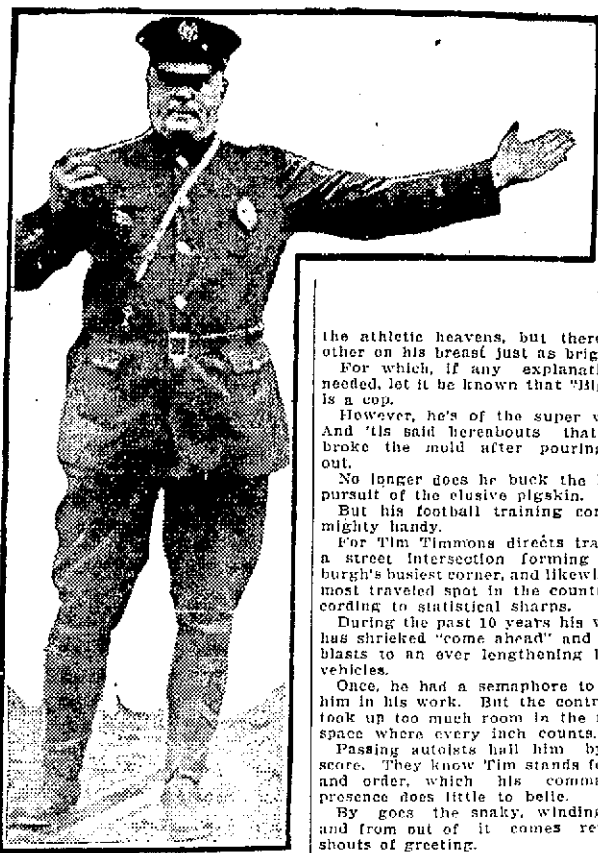 the athletic heavens, but there
other on his breast just as brig
For which, if any explanati
needed, let it be known that "Big
is a cop.
However, he's of the super v
And 'tis said hereabouts that
broke the mold after pouring
out.
No longer does he buck the
pursuit of the elusive pigskin.
But his football training com
mighty handy.
For Tim Timmons directs tra
a street intersection forming
burgh's busiest corner, and likewi
most traveled spot in the count
cording to statistical sharps.
During the past 10 years his w
has shrieked "come ahead" and
blasts to an ever lengthening l
vehicles.
Once, he had a semaphore to
him in his work. But the contr
took up too much room in the
space where every inch counts.
Passing autoists hail him by
score. They know Tim stands fo
and order, which his comma
presence does little to belie.
By goes the snaky, winding
and from out of it comes re
shouts of greeting.